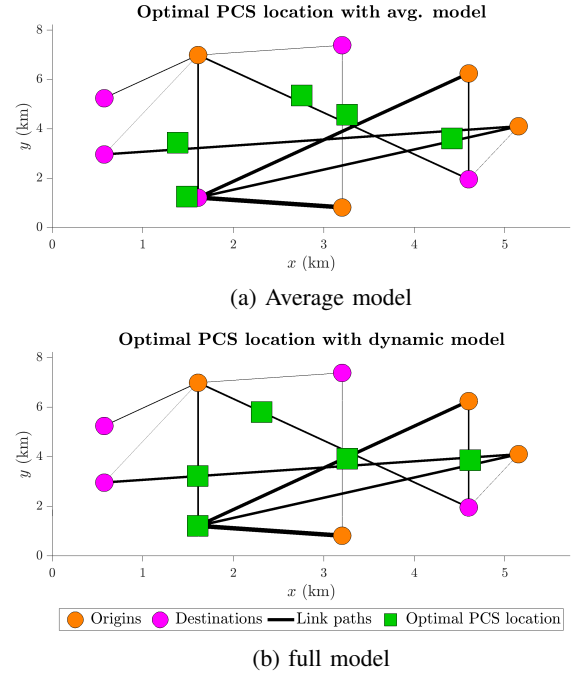 Optimal PCS location with avg. model
8
6
4
2
0
y (km)
0 1 2 3 4 5
x (km)
(a) Average model
Optimal PCS location with dynamic model
8
6
4
2
0
y (km)
0 1 2 3 4 5
x (km)
Origins Destinations Link paths Optimal PCS location
(b) full model